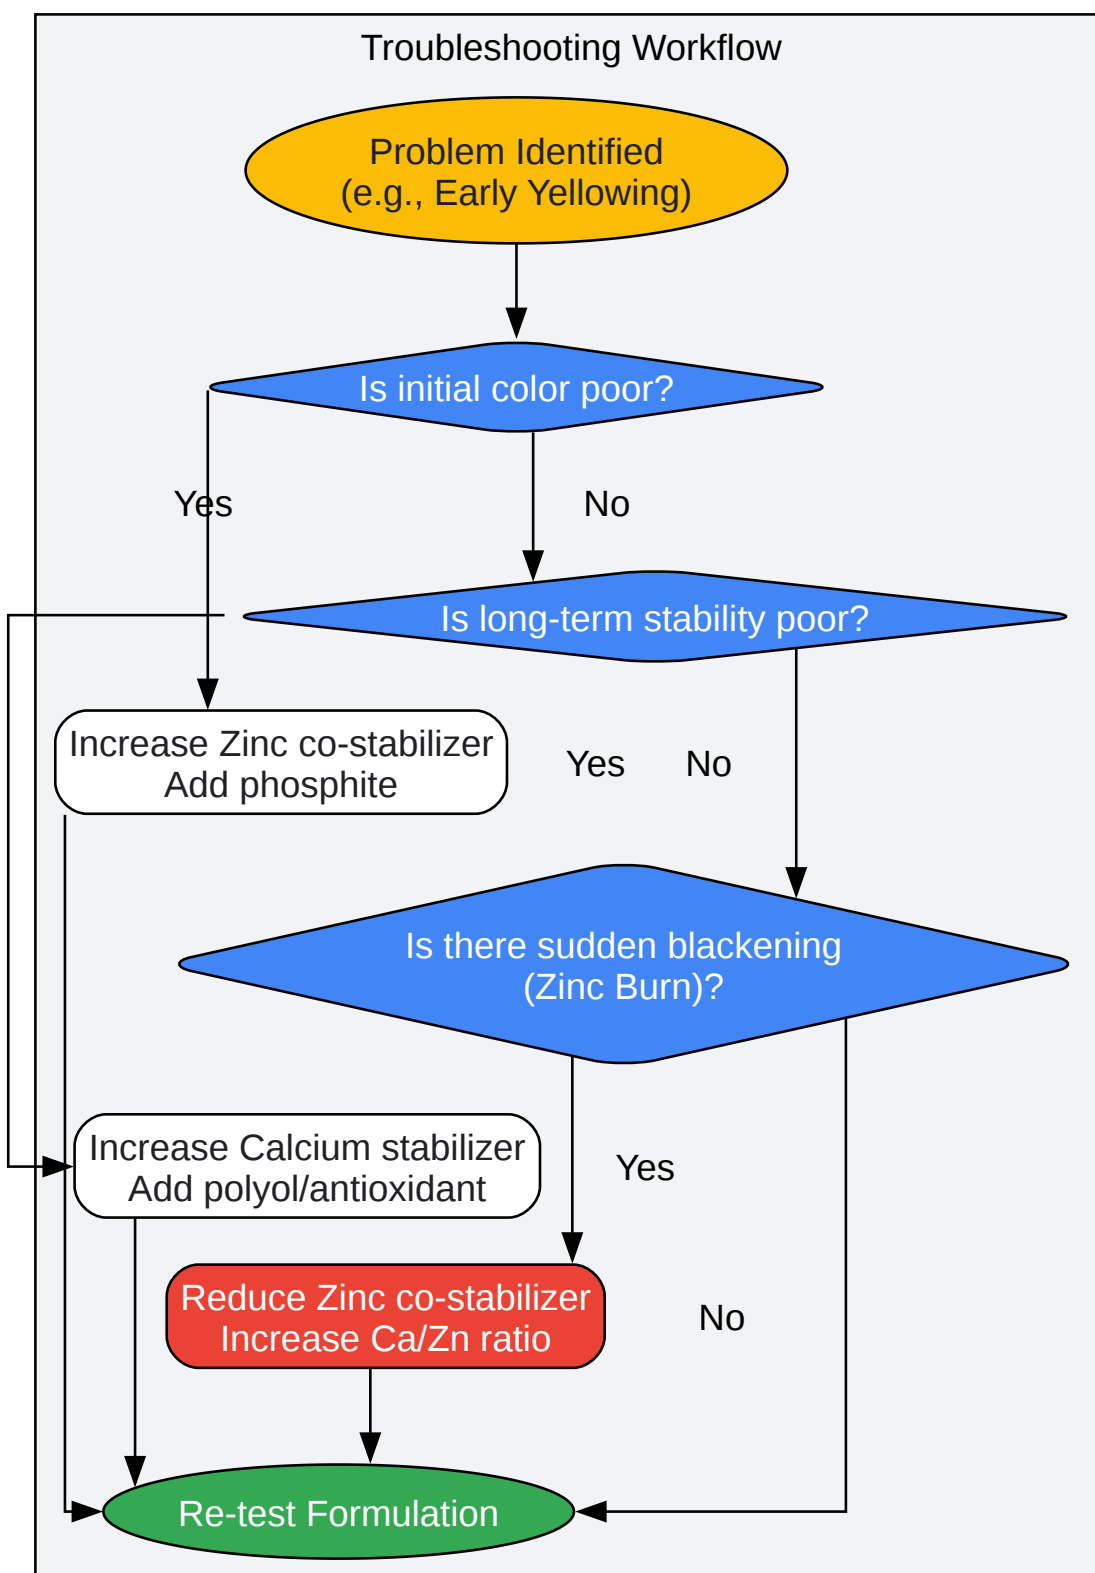 Troubleshooting Workflow
Problem Identified
(e.g., Early Yellowing)
Is initial color poor?
Yes
No
Is long-term stability poor?
Increase Zinc co-stabilizer
Add phosphite
Yes
No
Is there sudden blackening
(Zinc Burn)?
Increase Calcium stabilizer
Add polyol/antioxidant
Yes
Reduce Zinc co-stabilizer
Increase Ca/Zn ratio
No
Re-test Formulation